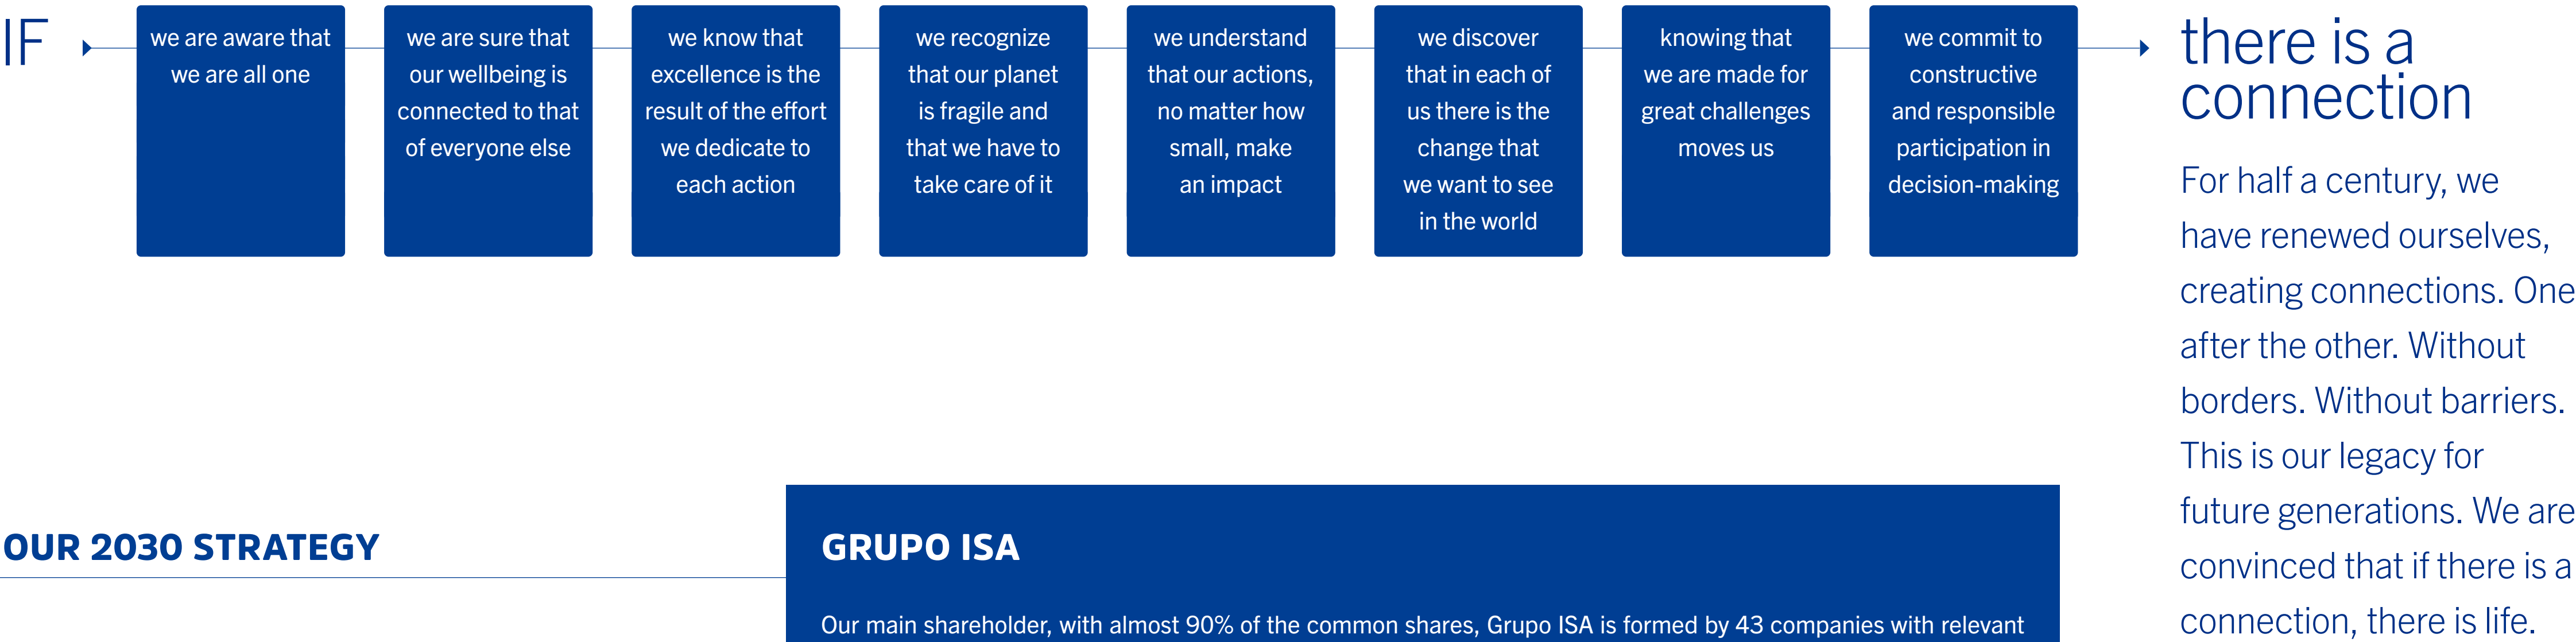 IF
we are aware that
we are all one
we are sure that
our wellbeing is
connected to that
of everyone else
we know that
excellence is the
result of the effort
we dedicate to
each action
we recognize
that our planet
is fragile and
that we have to
take care of it
we understand
that our actions,
no matter how
small, make
an impact
we discover
that in each of
us there is the
change that
we want to see
in the world
knowing that
we are made for
great challenges
moves us
we commit to
constructive
and responsible
participation in
decision-making
there is a
connection
For half a century, we
have renewed ourselves,
creating connections. One
after the other. Without
borders. Without barriers.
This is our legacy for
future generations. We are
convinced that if there is a
connection, there is life.
OUR 2030 STRATEGY
GRUPO ISA
Our main shareholder, with almost 90% of the common shares, Grupo ISA is formed by 43 companies with relevant